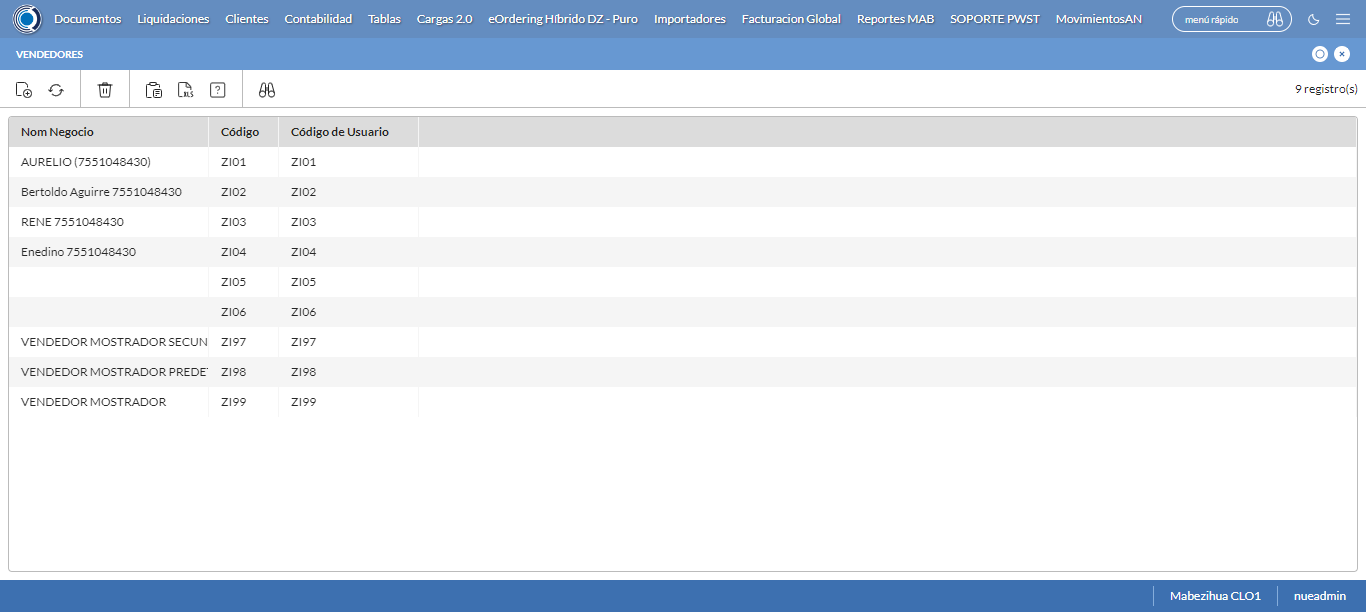 Documentos Liquidaciones Clientes Contabilidad Tablas Cargas 2.0 eOrdering Híbrido DZ - Puro Importadores Facturacion Global Reportes MAB SOPORTE PWST MovimientosAN menú rápido
VENDEDORES
XLS ? 9 registro(s)
Nom Negocio Código Código de Usuario
AURELIO (7551048430) ZI01 ZI01
Bertoldo Aguirre 7551048430 ZI02 ZI02
RENE 7551048430 ZI03 ZI03
Enedino 7551048430 ZI04 ZI04
ZI05 ZI05
ZI06 ZI06
VENDEDOR MOSTRADOR SECUN ZI97 ZI97
VENDEDOR MOSTRADOR PREDE ZI98 ZI98
VENDEDOR MOSTRADOR ZI99 ZI99
Mabezihua CLO1 nueadmin